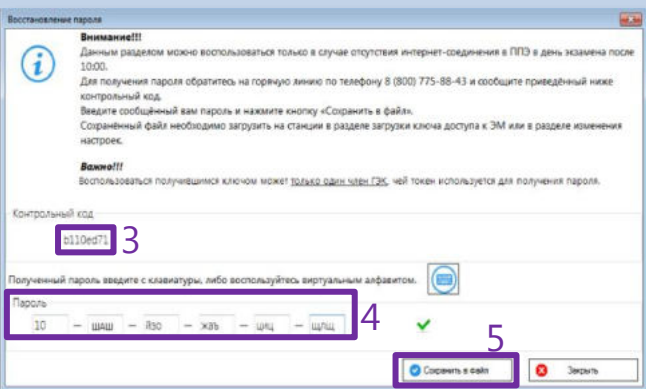 Восстановление пароля
Внимание!!!
Данным разделом можно воспользоваться только в случае отсутствия интернет-соединения в ППЭ в день экзамена после
10:00.
Для получения пароля обратитесь на горячую линию по телефону 8 (800) 775-88-43 и сообщите приведённый ниже
контрольный код.
Введите сообщённый вам пароль и нажмите кнопку «Сохранить в файл».
Сохранённый файл необходимо загрузить на станции в разделе загрузки ключа доступа к ЭМ или в разделе изменения
настроек.
Важно!!!
Воспользоваться получившимся ключом может только один член ГЭК, чей токен используется для получения пароля.
Контрольный код
b110ed71 3
Полученный пароль введите с клавиатуры, либо воспользуйтесь виртуальным алфавитом.
Пароль
10 – шаш – йзо – жзъ – циц – щлщ 4
5
Сохранить в файл Закрыть